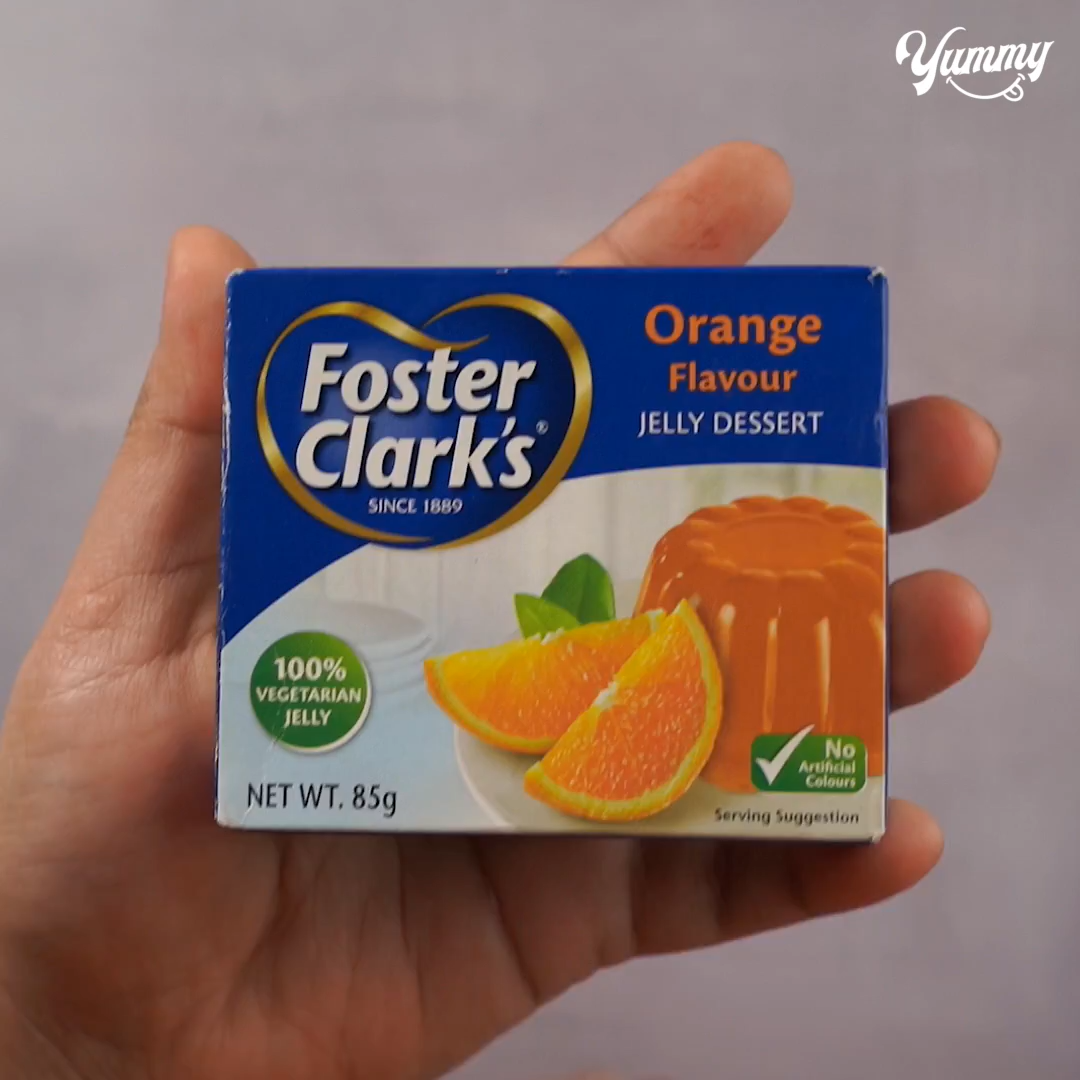 Yummy
Foster
Clark's®
SINCE 1889
Orange
Flavour
JELLY DESSERT
100%
VEGETARIAN
JELLY
NET WT. 85g
No
Artificial
Colours
Serving Suggestion